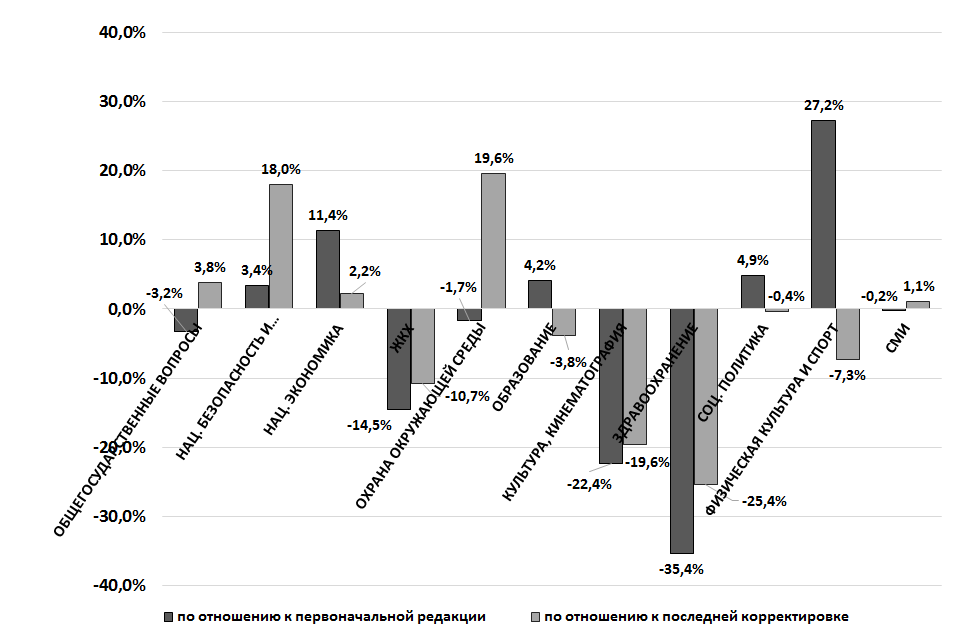 40,0%
30,0%
20,0%
10,0%
0,0%
-10,0%
-20,0%
-30,0%
-40,0%
-3,2%
3,8%
3,4%
18,0%
11,4%
2,2%
-14,5%
-10,7%
-1,7%
19,6%
4,2%
-3,8%
-22,4%
-19,6%
-35,4%
-25,4%
4,9%
-0,4%
27,2%
-7,3%
-0,2%
1,1%
ОБЩЕГОСУДАРСТВЕННЫЕ ВОПРОСЫ
НАЦ. БЕЗОПАСНОСТЬ И...
НАЦ. ЭКОНОМИКА
ЖКХ
ОХРАНА ОКРУЖАЮЩЕЙ СРЕДЫ
ОБРАЗОВАНИЕ
КУЛЬТУРА, КИНЕМАТОГРАФИЯ
ЗДРАВООХРАНЕНИЕ
СОЦ. ПОЛИТИКА
ФИЗИЧЕСКАЯ КУЛЬТУРА И СПОРТ
СМИ
по отношению к первоначальной редакции
по отношению к последней корректировке